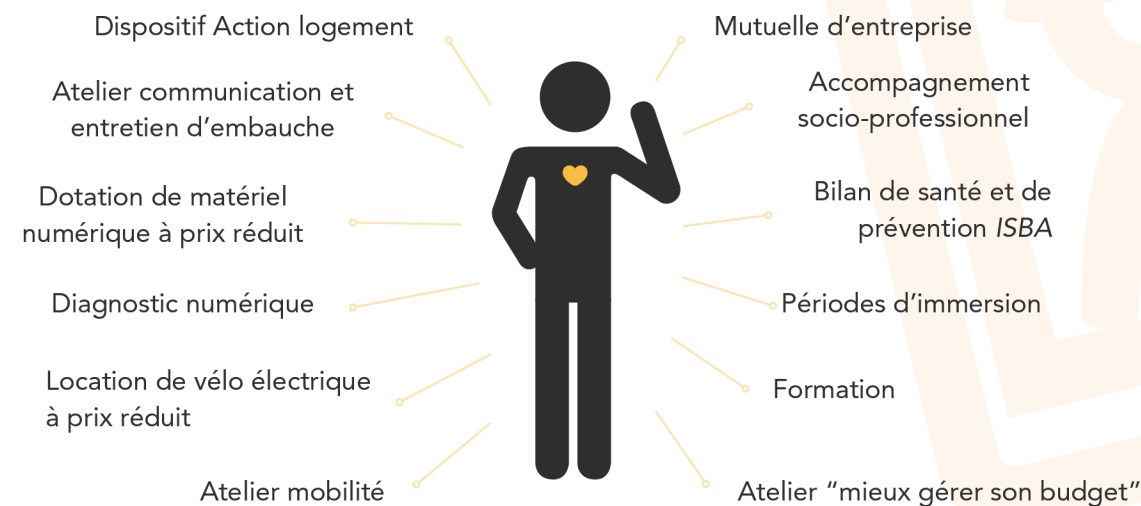 Dispositif Action logement
Atelier communication et
entretien d’embauche
Dotation de matériel
numérique à prix réduit
Diagnostic numérique
Location de vélo électrique
à prix réduit
Atelier mobilité
Mutuelle d’entreprise
Accompagnement
socio-professionnel
Bilan de santé et de
prévention ISBA
Périodes d’immersion
Formation
Atelier “mieux gérer son budget”